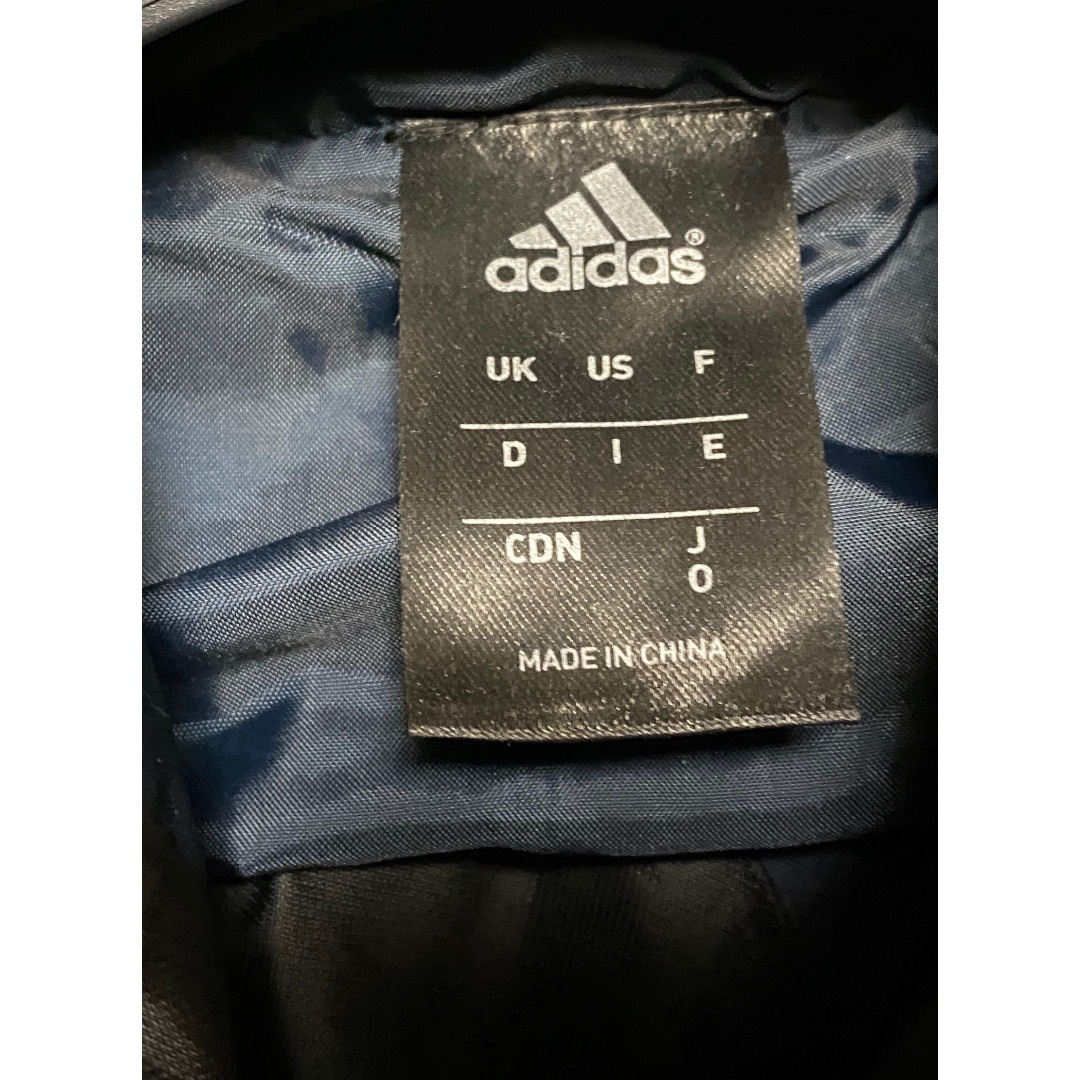 adidas®
UK US F
D I E
CDN J
O
MADE IN CHINA